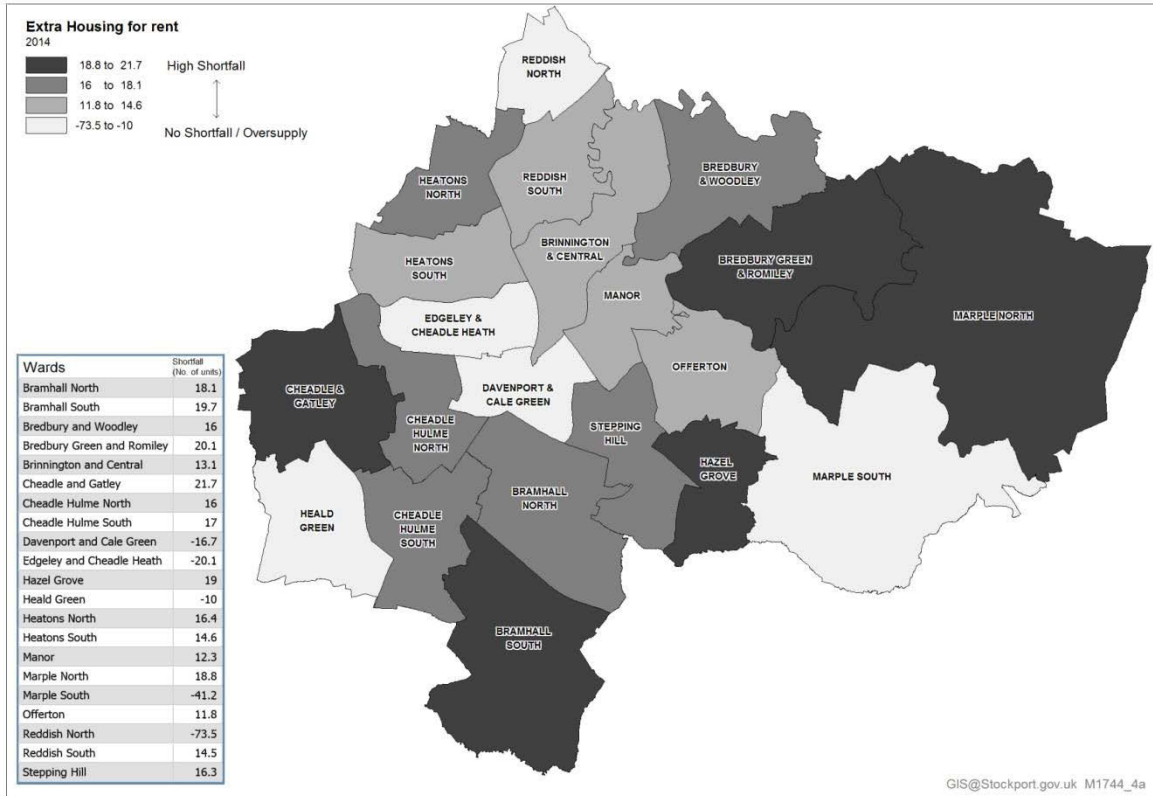 Extra Housing for rent
2014
18.8 to 21.7 High Shortfall
16 to 18.1
11.8 to 14.6
-73.5 to -10 No Shortfall / Oversupply
REDDISH
NORTH
HEATONS
NORTH
REDDISH
SOUTH
BREDBURY
& WOODLEY
HEATONS
SOUTH
BRINNINGTON
& CENTRAL
BREDBURY GREEN
& ROMILEY
MANOR
EDGELEY &
CHEADLE HEATH
MARPLE NORTH
OFFERTON
CHEADLE &
GATLEY
DAVENPORT &
CALE GREEN
CHEADLE
HULME
NORTH
STEPPING
HILL
HAZEL
GROVE
MARPLE SOUTH
HEALD
GREEN
CHEADLE
HULME
SOUTH
BRAMHALL
NORTH
BRAMHALL
SOUTH
Wards Shortfall
(No. of units)
Bramhall North 18.1
Bramhall South 19.7
Bredbury and Woodley 16
Bredbury Green and Romiley 20.1
Brinnington and Central 13.1
Cheadle and Gatley 21.7
Cheadle Hulme North 16
Cheadle Hulme South 17
Davenport and Cale Green -16.7
Edgeley and Cheadle Heath -20.1
Hazel Grove 19
Heald Green -10
Heatons North 16.4
Heatons South 14.6
Manor 12.3
Marple North 18.8
Marple South -41.2
Offerton 11.8
Reddish North -73.5
Reddish South 14.5
Stepping Hill 16.3
GIS@Stockport.gov.uk M1744_4a